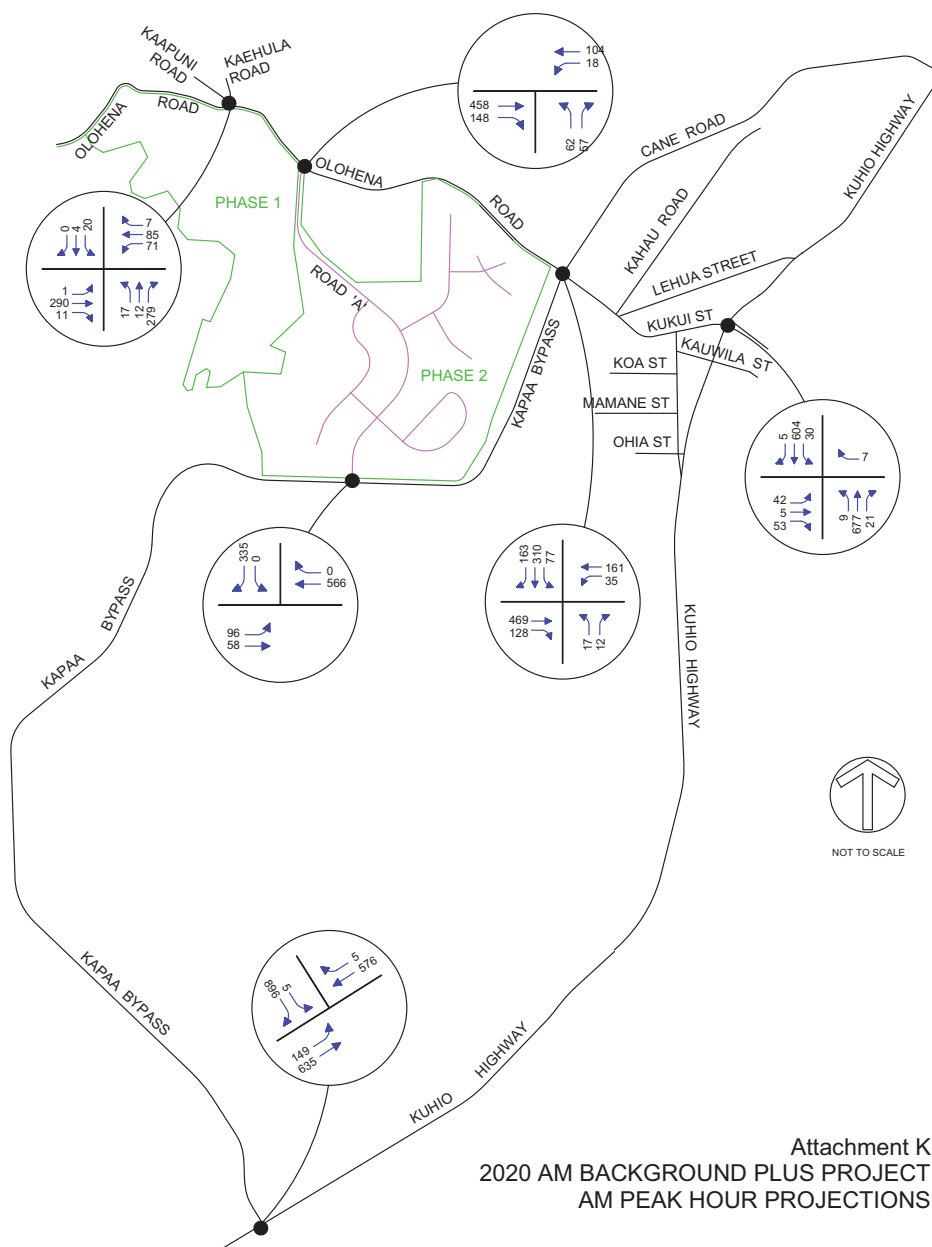 KAAPUNI
ROAD
KAEHULA
ROAD
OLOHENA
ROAD
104
18
458
148
62
57
OLOHENA
ROAD
CANE ROAD
KAHAU ROAD
KUHIO HIGHWAY
LEHUA STREET
KUKUI ST
KAUWILA ST
KOA ST
MAMANE ST
OHIA ST
PHASE 1
ROAD 'A'
PHASE 2
KAPAA BYPASS
0
4
20
7
85
71
1
290
11
17
12
279
5
604
30
7
42
5
53
9
677
21
335
0
0
566
96
58
163
310
77
161
35
469
128
17
12
KAPAA
BYPASS
KUHIO HIGHWAY
NOT TO SCALE
KAPAA BYPASS
896
5
5
576
149
635
KUHIO
HIGHWAY
Attachment K
2020 AM BACKGROUND PLUS PROJECT
AM PEAK HOUR PROJECTIONS